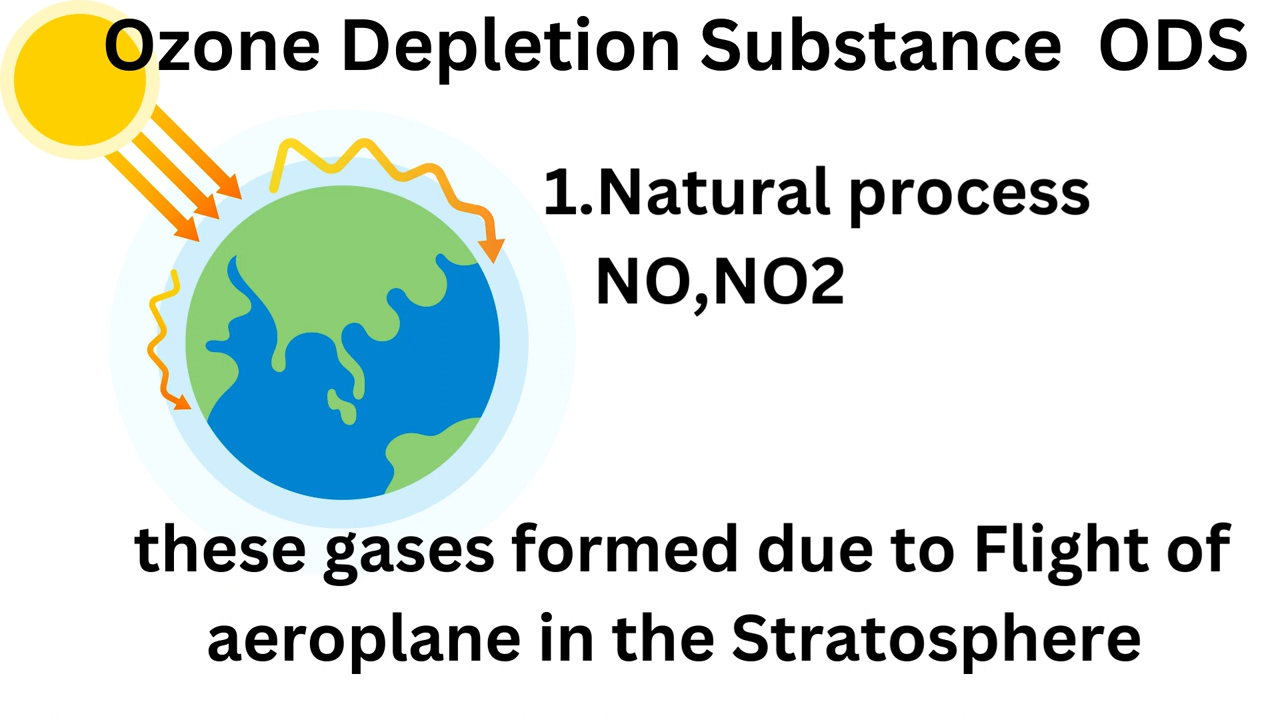 Ozone Depletion Substance ODS
1.Natural process
NO,NO2
these gases formed due to Flight of
aeroplane in the Stratosphere